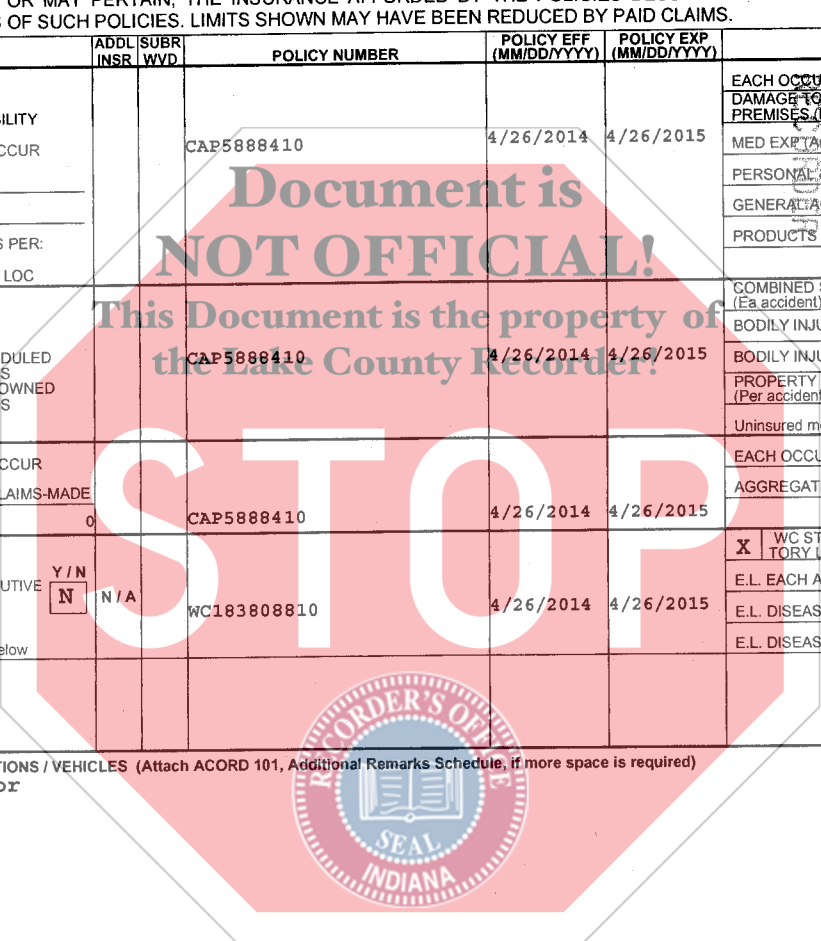 OR MAY PERTAIN, THE INSURANCE AFFORDED BY THE POLICIES
S OF SUCH POLICIES. LIMITS SHOWN MAY HAVE BEEN REDUCED BY PAID CLAIMS.
ADDL SUBR POLICY EFF POLICY EXP
INSR WVD POLICY NUMBER (MM/DD/YYYY) (MM/DD/YYYY)
EACH OCCU
DAMAGE TO
ILITY PREMISES
CCUR CAP5888410 4/26/2014 4/26/2015 MED EXP
Document is PERSONAL
GENERAL
S PER: NOT OFFICIAL! PRODUCTS
LOC
COMBINED
(Ea accident)
This Document is the property of BODILY INJU
DULED CAP5888410 4/26/2014 4/26/2015 BODILY INJU
the Lake County Recorder!
S
OWNED PROPERTY
S (Per accident
Uninsured m
CCUR EACH OCCU
LAIMS-MADE AGGREGAT
0 CAP5888410 4/26/2014 4/26/2015
STOP
X WC ST
TORY L
Y / N
UTIVE N N / A E.L. EACH A
WC183808810 4/26/2014 4/26/2015 E.L. DISEAS
elow E.L. DISEAS
TIONS / VEHICLES (Attach ACORD 101, Additional Remarks Schedule, if more space is required)
or
RECORDER'S OFFICE
SEAL
INDIANA